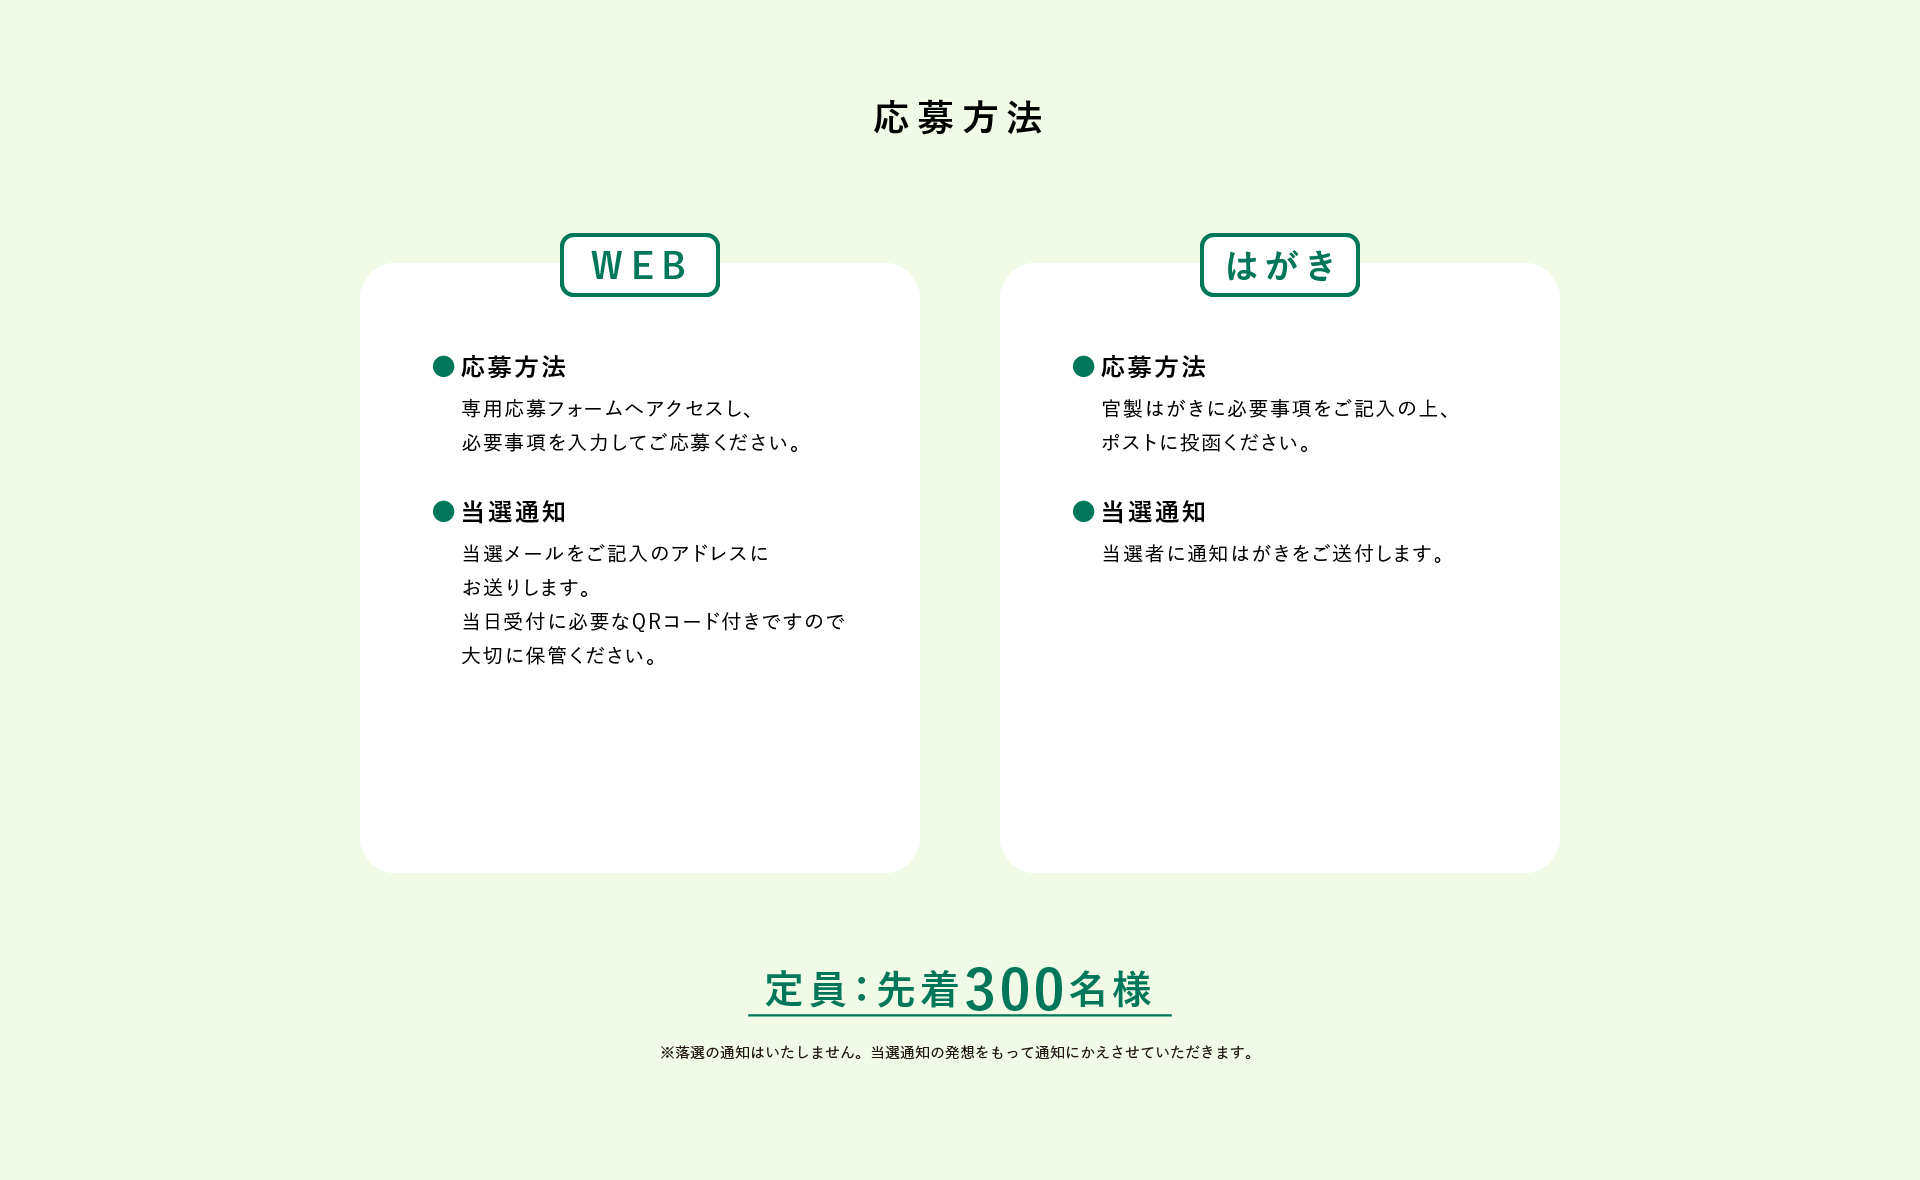 応募方法
WEB
●応募方法
専用応募フォームへアクセスし、
必要事項を入力してご応募ください。
●当選通知
当選メールをご記入のアドレスに
お送りします。
当日受付に必要なQRコード付きですので
大切に保管ください。
はがき
●応募方法
官製はがきに必要事項をご記入の上、
ポストに投函ください。
●当選通知
当選者に通知はがきをご送付します。
定員：先着300名様
※落選の通知はいたしません。当選通知の発想をもって通知にかえさせていただきます。